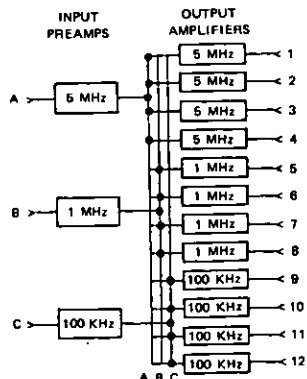 INPUT
PREAMPS
OUTPUT
AMPLIFIERS
5 MHz 1
5 MHz 2
A 5 MHz
5 MHz 3
5 MHz 4
1 MHz 5
1 MHz 6
B 1 MHz
1 MHz 7
1 MHz 8
100 KHz 9
100 KHz 10
C 100 KHz
100 KHz 11
100 KHz 12
A B C